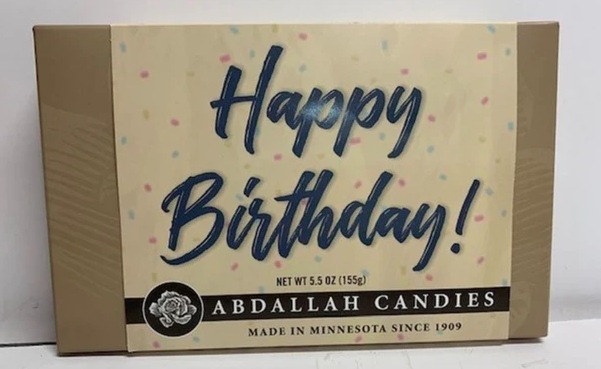 Happy
Birthday!
NET WT 5.5 OZ (155g)
ABDALLAH CANDIES
MADE IN MINNESOTA SINCE 1909